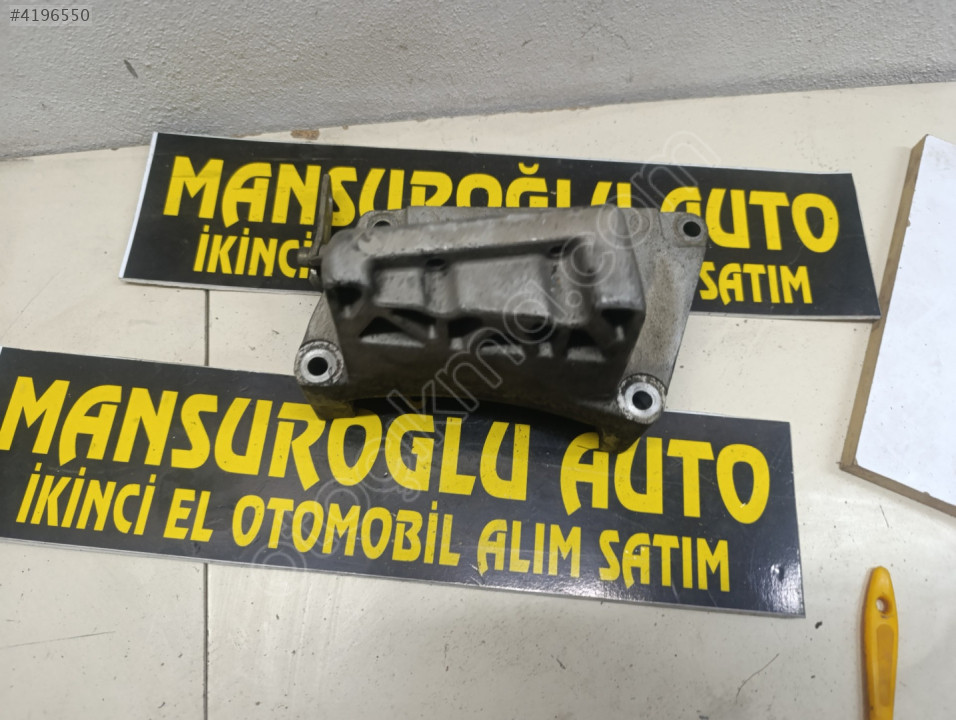 #4196550
MANSUROĞLU AUTO
İKİNCİ SATIM
MANSUROGLU AUTO
İKİNCİ EL OTOMOBİL ALIM SATIM